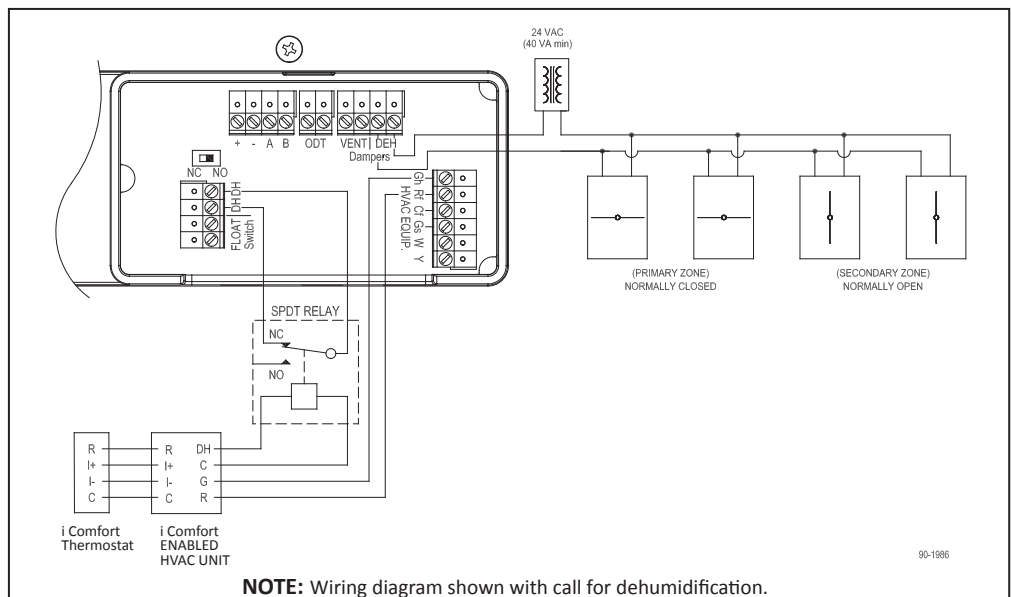 24 VAC
(40 VA min)
+ - A B ODT VENT DEH
Dampers
NC NO
DH DH FLOAT
Switch
Gh Rf Cf Gs W Y
HVAC EQUIP.
(PRIMARY ZONE)
NORMALLY CLOSED
(SECONDARY ZONE)
NORMALLY OPEN
SPDT RELAY
NC
NO
R R DH
I+ I+ C
I- I- G
C C R
i Comfort
Thermostat
i Comfort
ENABLED
HVAC UNIT
90-1986
NOTE: Wiring diagram shown with call for dehumidification.